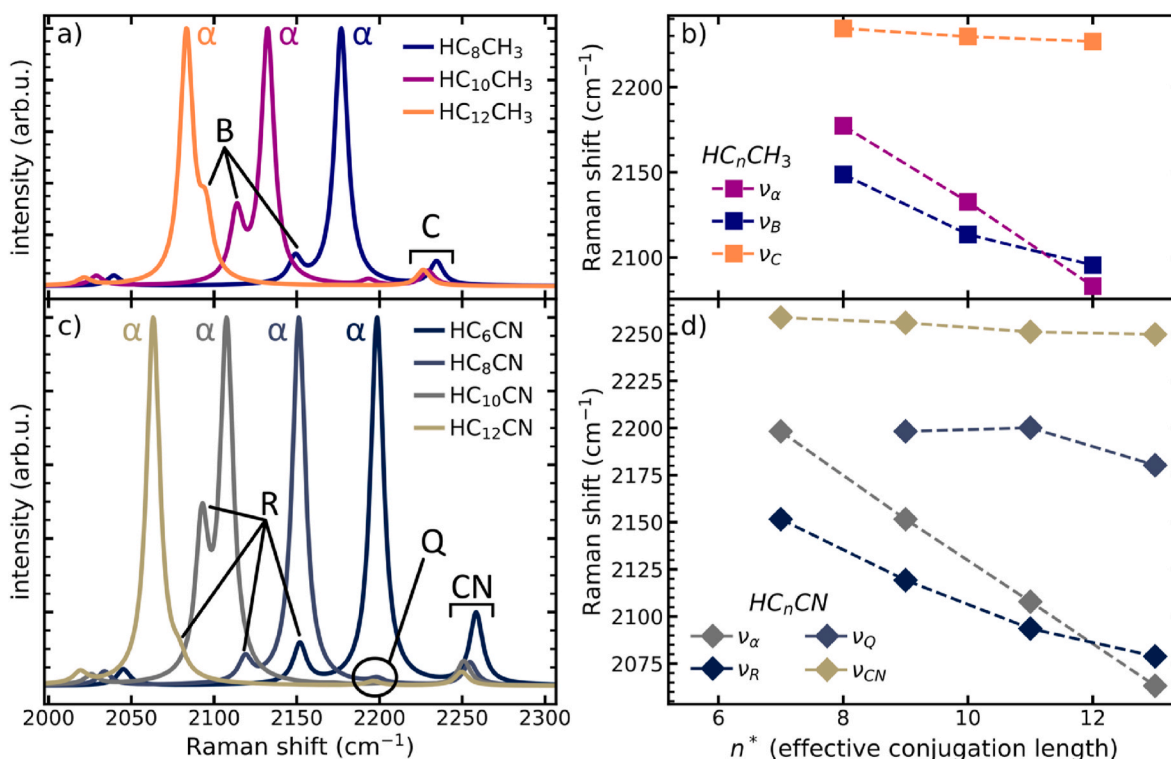 a)
α
α
α
HC₈CH₃
HC₁₀CH₃
HC₁₂CH₃
B
C
intensity (arb.u.)
b)
2200
2150
2100
Raman shift (cm⁻¹)
HCₙCH₃
να
νB
νC
c)
α
α
α
α
HC₆CN
HC₈CN
HC₁₀CN
HC₁₂CN
R
Q
CN
intensity (arb.u.)
2000 2050 2100 2150 2200 2250 2300
Raman shift (cm⁻¹)
d)
2250
2225
2200
2175
2150
2125
2100
2075
Raman shift (cm⁻¹)
HCₙCN
να νQ
νR νCN
6 8 10 12
n* (effective conjugation length)